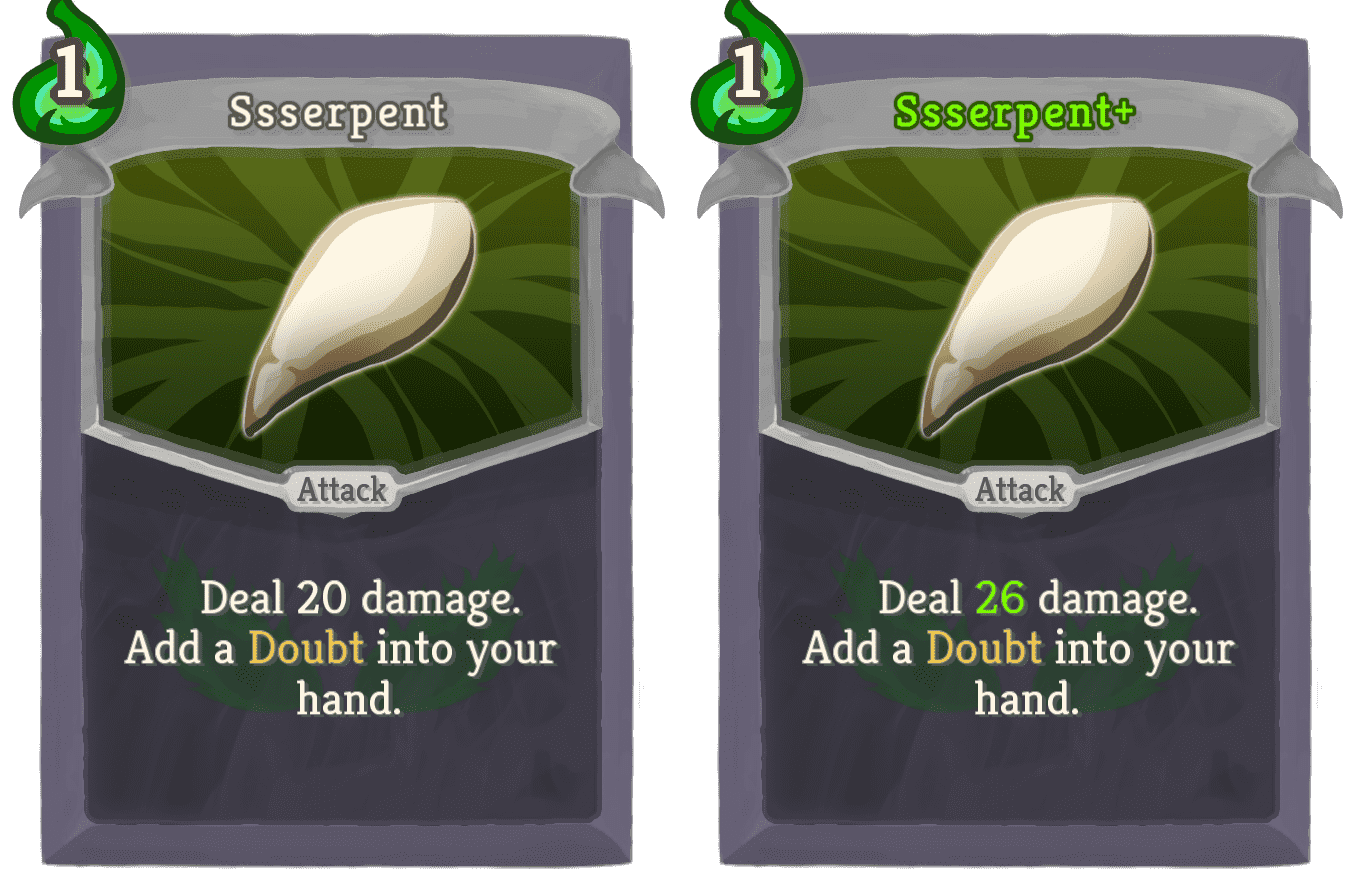 1
Ssserpent
Attack
Deal 20 damage.
Add a Doubt into your
hand.
1
Ssserpent+
Attack
Deal 26 damage.
Add a Doubt into your
hand.